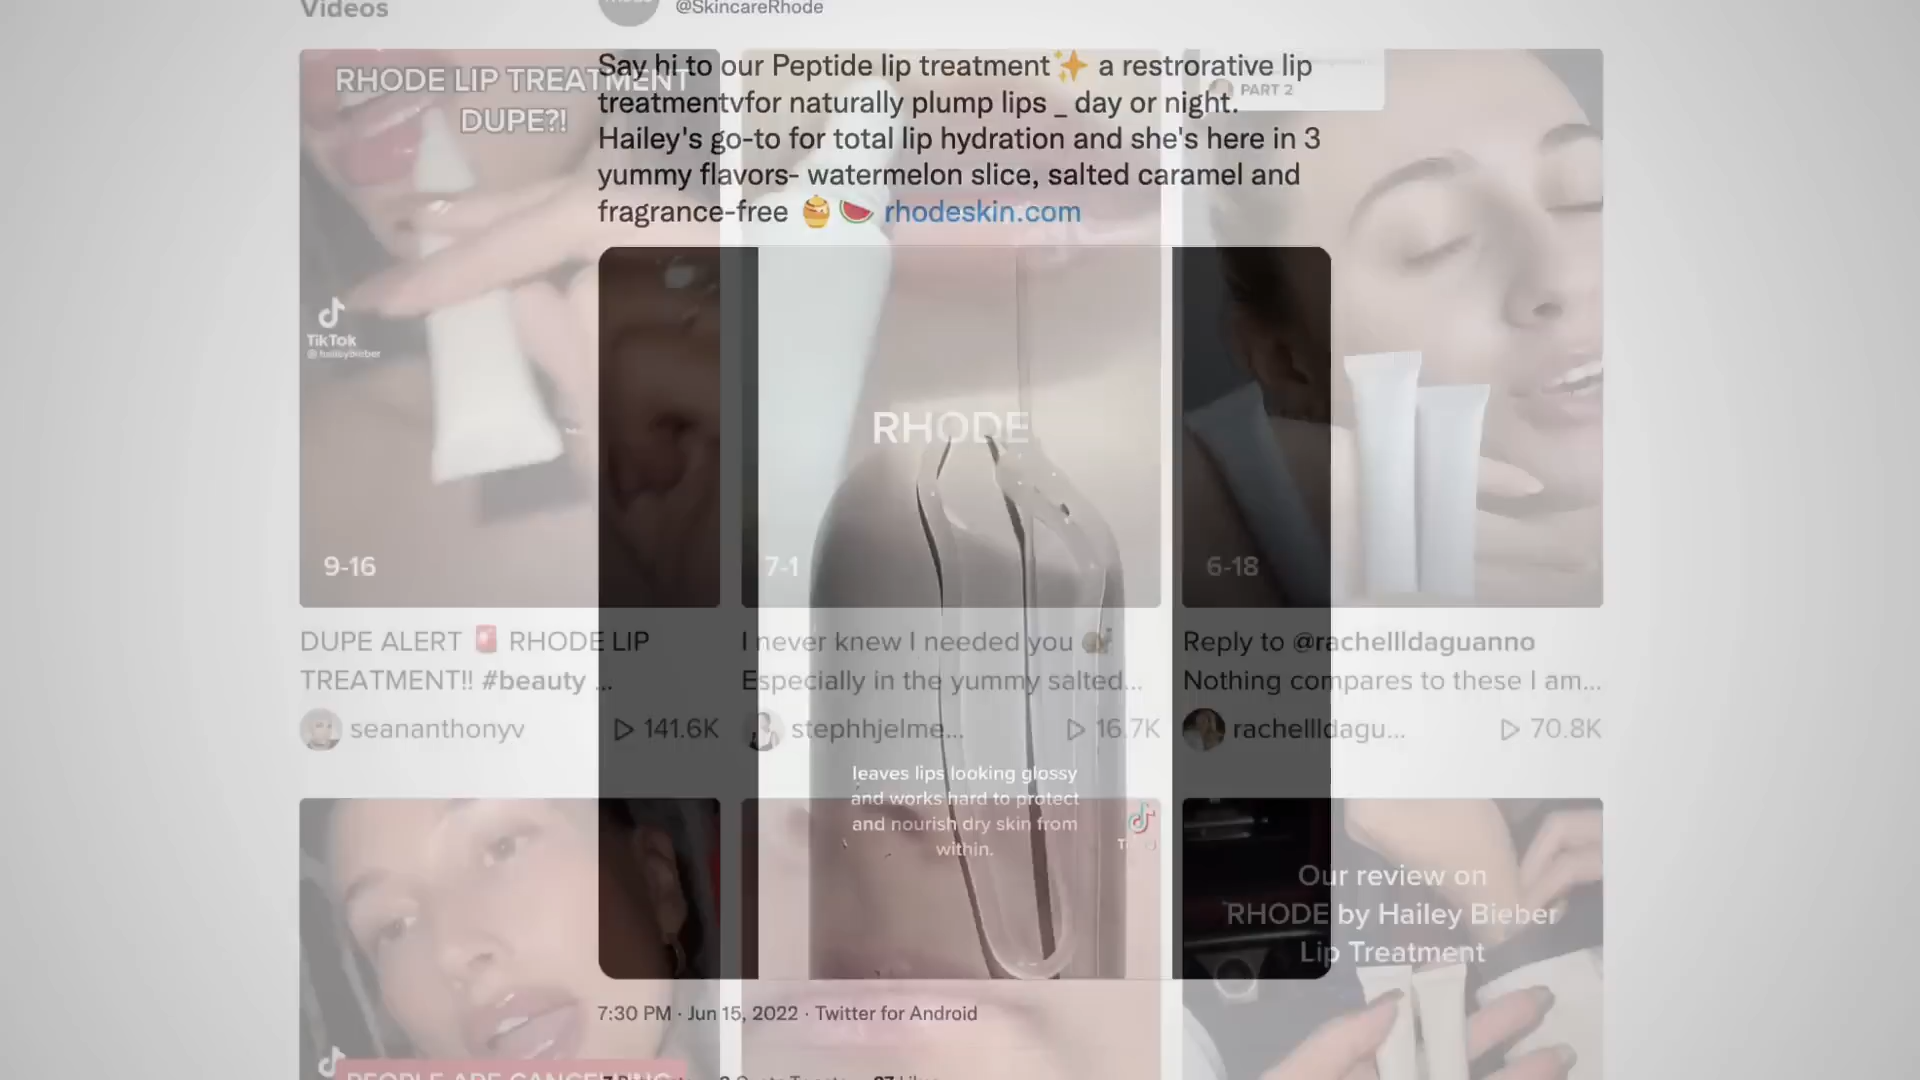 Videos
@SkincareRhode
Say hi to our Peptide lip treatment✨ a restrorative lip
treatmentvfor naturally plump lips _ day or night.
Hailey's go-to for total lip hydration and she's here in 3
yummy flavors- watermelon slice, salted caramel and
fragrance-free 🍯🍉 rhodeskin.com
RHODE LIP TREATMENT
DUPE?!
PART 2
TikTok
@haileybieber
RHODE
9-16
7-1
6-18
DUPE ALERT 🚨 RHODE LIP
TREATMENT!! #beauty ...
seananthonyv
141.6K
I never knew I needed you
Especially in the yummy salted...
stephhjelme...
16.7K
Reply to @rachellldaguanno
Nothing compares to these I am...
rachellldagu...
70.8K
leaves lips looking glossy
and works hard to protect
and nourish dry skin from
within.
Our review on
RHODE by Hailey Bieber
Lip Treatment
7:30 PM · Jun 15, 2022 · Twitter for Android
PEOPLE ARE CANCELLING